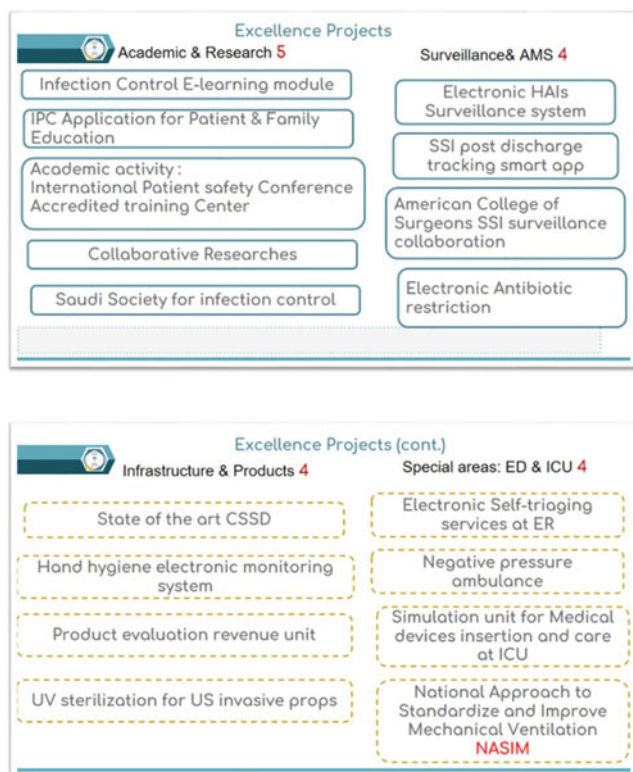 Excellence Projects
Academic & Research 5
Infection Control E-learning module
IPC Application for Patient & Family
Education
Academic activity :
International Patient safety Conference
Accredited training Center
Collaborative Researches
Saudi Society for infection control
Surveillance& AMS 4
Electronic HAIs
Surveillance system
SSI post discharge
tracking smart app
American College of
Surgeons SSI surveillance
collaboration
Electronic Antibiotic
restriction
Excellence Projects (cont.)
Infrastructure & Products 4
State of the art CSSD
Hand hygiene electronic monitoring
system
Product evaluation revenue unit
UV sterilization for US invasive props
Special areas: ED & ICU 4
Electronic Self-triaging
services at ER
Negative pressure
ambulance
Simulation unit for Medical
devices insertion and care
at ICU
National Approach to
Standardize and Improve
Mechanical Ventilation
NASIM